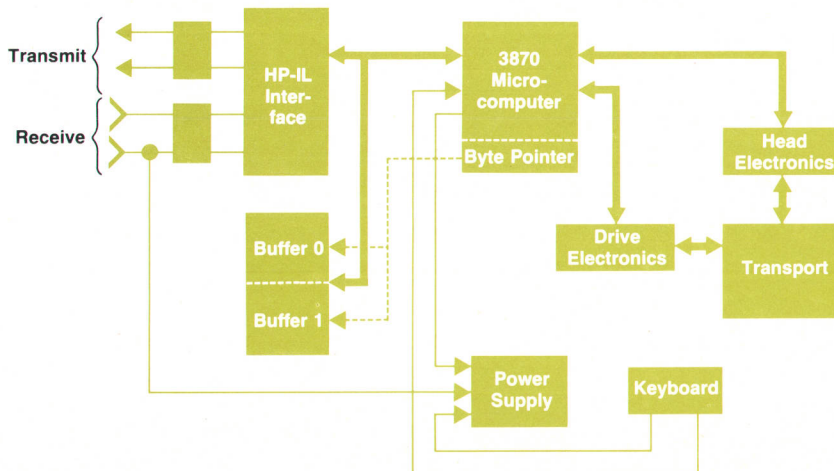 Transmit
Receive
HP-IL
Inter-
face
3870
Micro-
computer
Byte Pointer
Head
Electronics
Buffer 0
Buffer 1
Drive
Electronics
Transport
Power
Supply
Keyboard